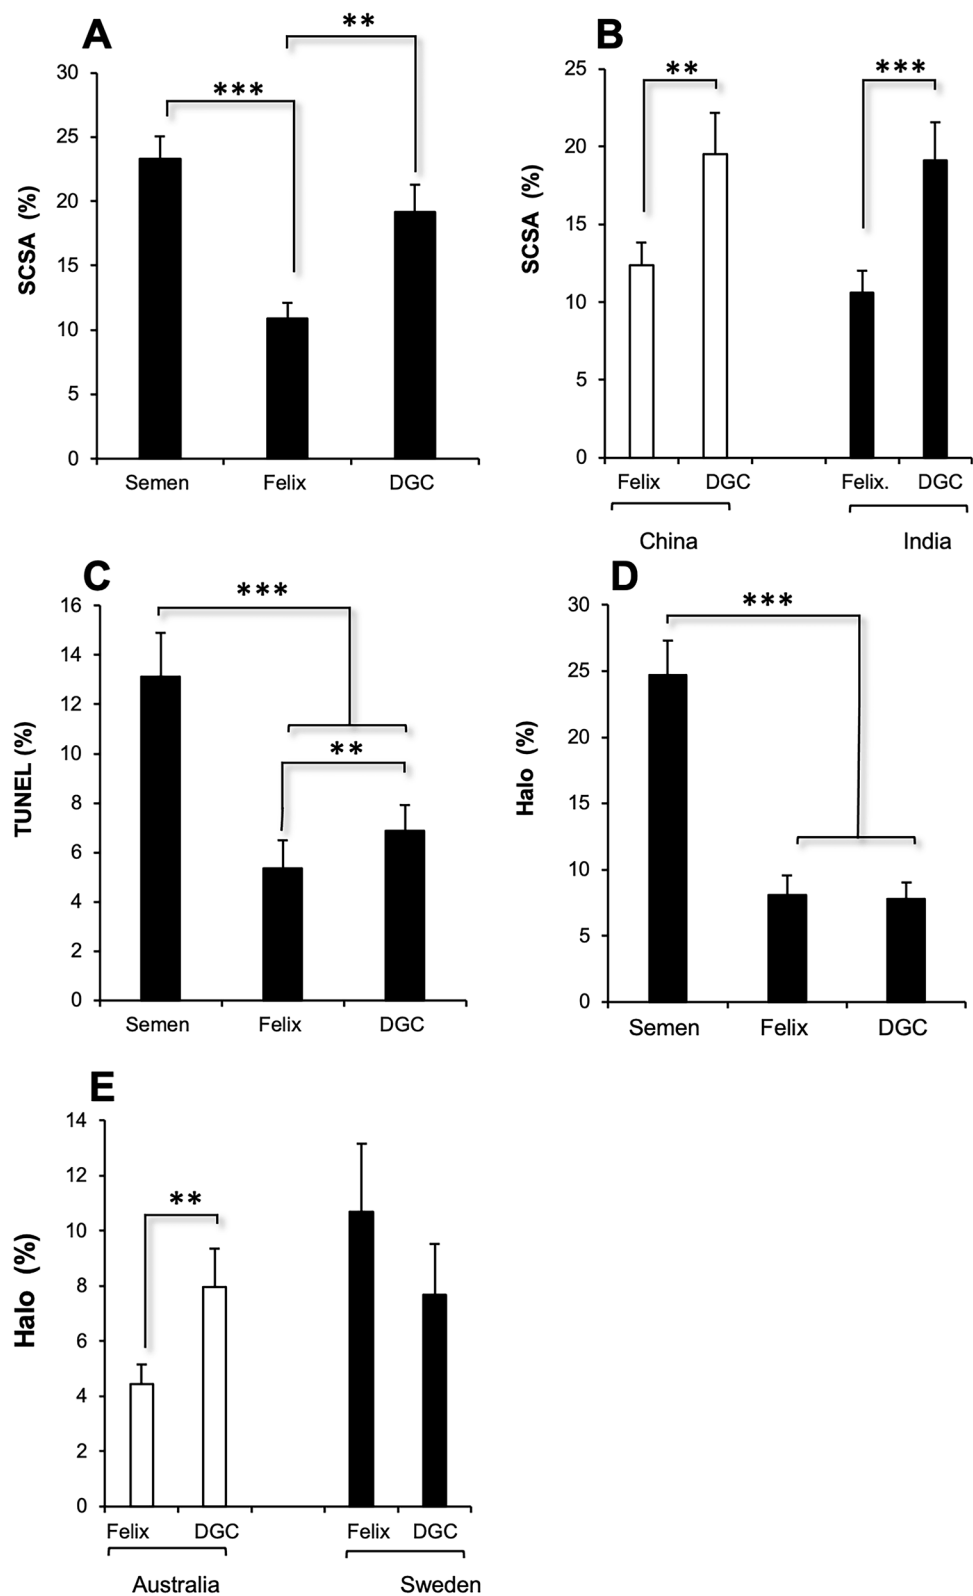 A
**
***
30
25
20
15
10
5
0
SCSA (%)
Semen Felix DGC
B
** ***
25
20
15
10
5
0
SCSA (%)
Felix DGC Felix. DGC
China India
C
***
**
16
14
12
10
8
6
4
2
0
TUNEL (%)
Semen Felix DGC
D
***
30
25
20
15
10
5
0
Halo (%)
Semen Felix DGC
E
**
14
12
10
8
6
4
2
0
Halo (%)
Felix DGC Felix DGC
Australia Sweden